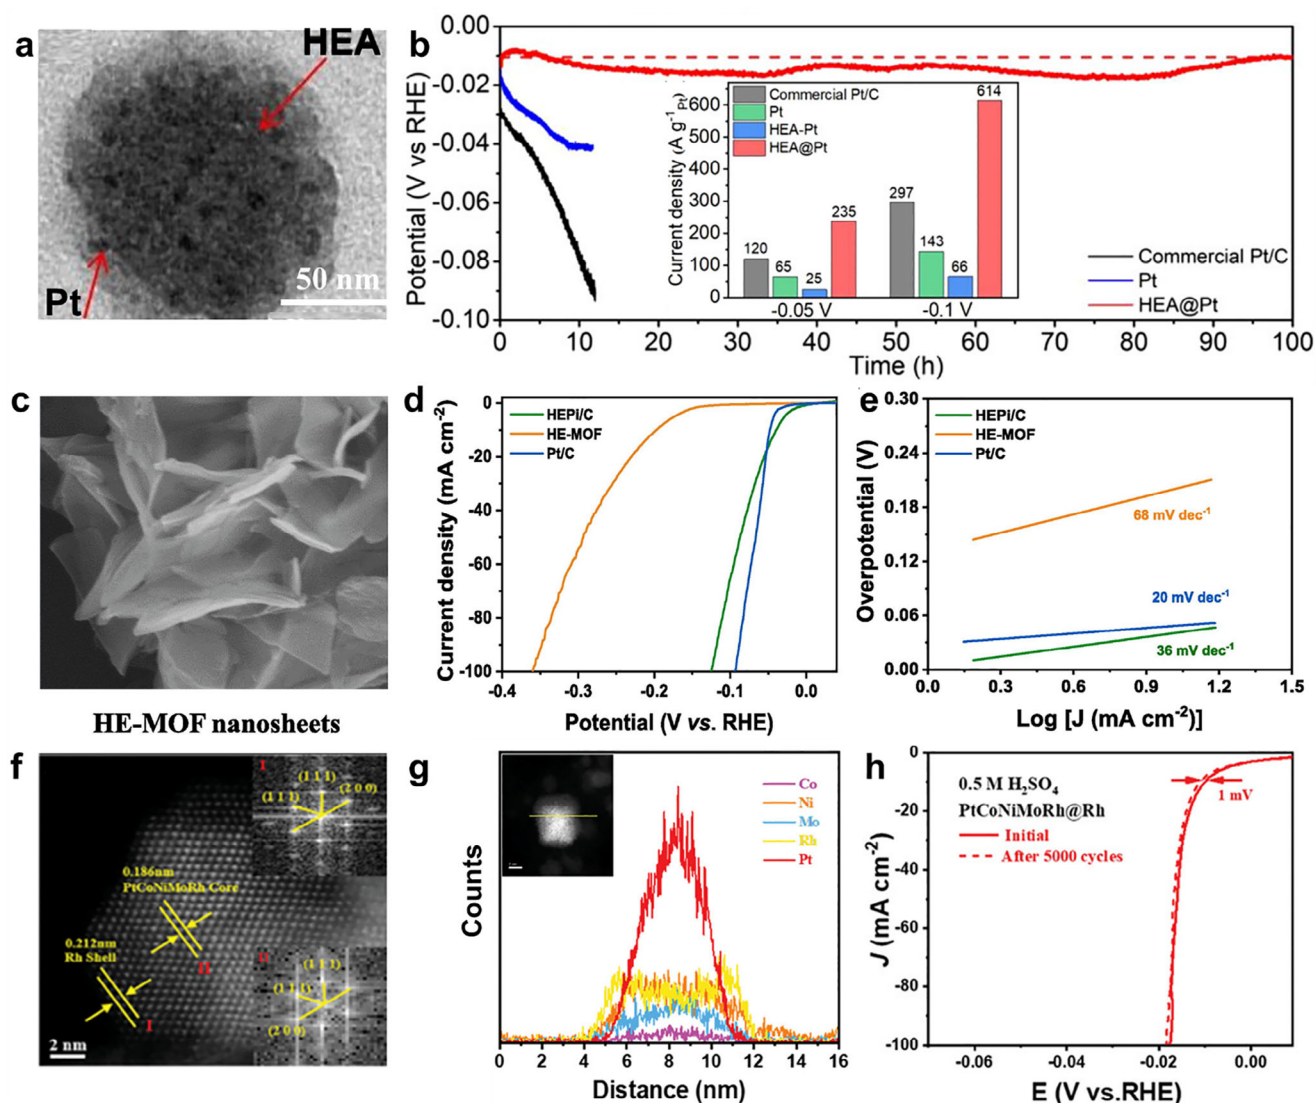 a
HEA
Pt
50 nm
b
0.00
-0.02
-0.04
-0.06
-0.08
-0.10
Potential (V vs RHE)
0 10 20 30 40 50 60 70 80 90 100
Time (h)
Commercial Pt/C
Pt
HEA@Pt
Current density (A g⁻¹Pt)
600
500
400
300
200
100
0
Commercial Pt/C
Pt
HEA-Pt
HEA@Pt
120 65 25 235
297 143 66 614
-0.05 V -0.1 V
c
HE-MOF nanosheets
d
HEPi/C
HE-MOF
Pt/C
Current density (mA cm⁻²)
0
-20
-40
-60
-80
-100
-0.4 -0.3 -0.2 -0.1 0.0
Potential (V vs. RHE)
e
HEPi/C
HE-MOF
Pt/C
Overpotential (V)
0.30
0.24
0.18
0.12
0.06
0.00
68 mV dec⁻¹
20 mV dec⁻¹
36 mV dec⁻¹
0.0 0.3 0.6 0.9 1.2 1.5
Log [J (mA cm⁻²)]
f
I
(1 1 1)
(1 1 1)
(2 0 0)
0.186nm
PtCoNiMoRh Core
0.212nm
Rh Shell
II
I
II
(1 1 1)
(1 1 1)
(2 0 0)
2 nm
g
Co
Ni
Mo
Rh
Pt
Counts
0 2 4 6 8 10 12 14 16
Distance (nm)
h
0.5 M H₂SO₄
PtCoNiMoRh@Rh
Initial
After 5000 cycles
1 mV
J (mA cm⁻²)
0
-20
-40
-60
-80
-100
-0.06 -0.04 -0.02 0.00
E (V vs.RHE)